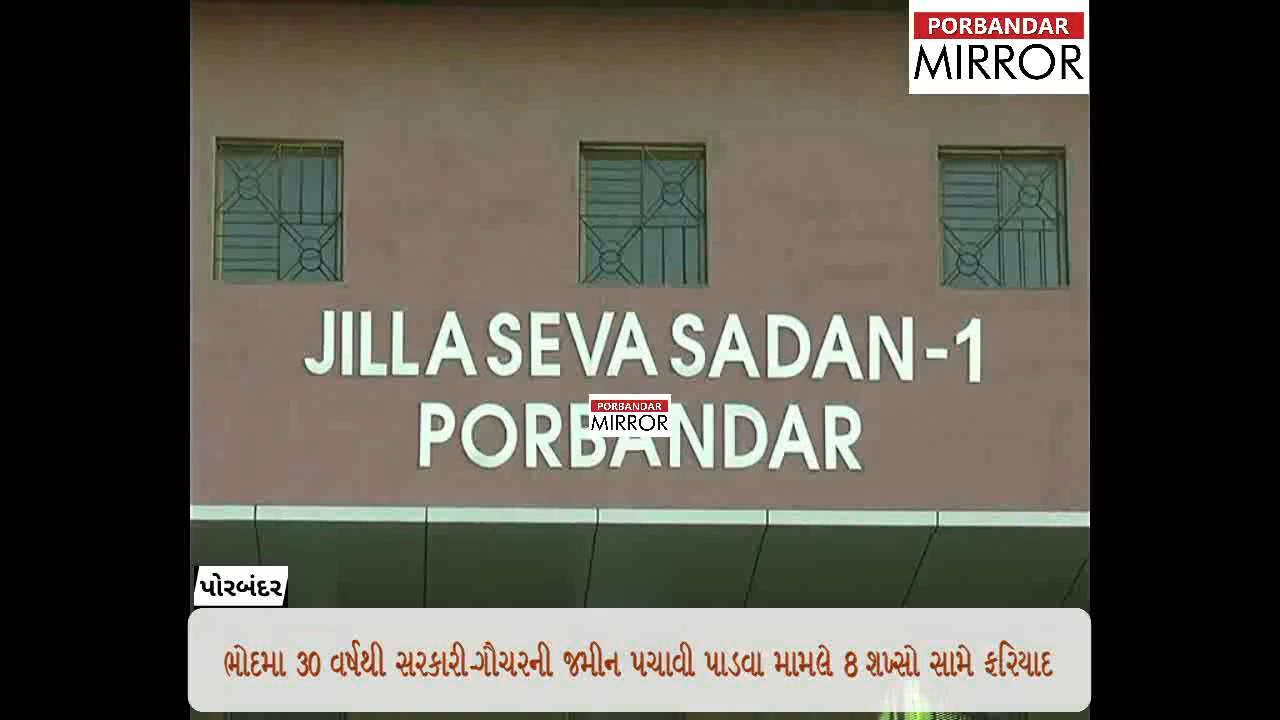 PORBANDAR
MIRROR
JILLA SEVA SADAN-1
PORBANDAR
PORBANDAR
MIRROR
પોરબંદર
ભોદમા 30 વર્ષથી સરકારી-ગૌચરની જમીન પચાવી પાડવા મામલે 8 શખ્સો સામે ફરિયાદ